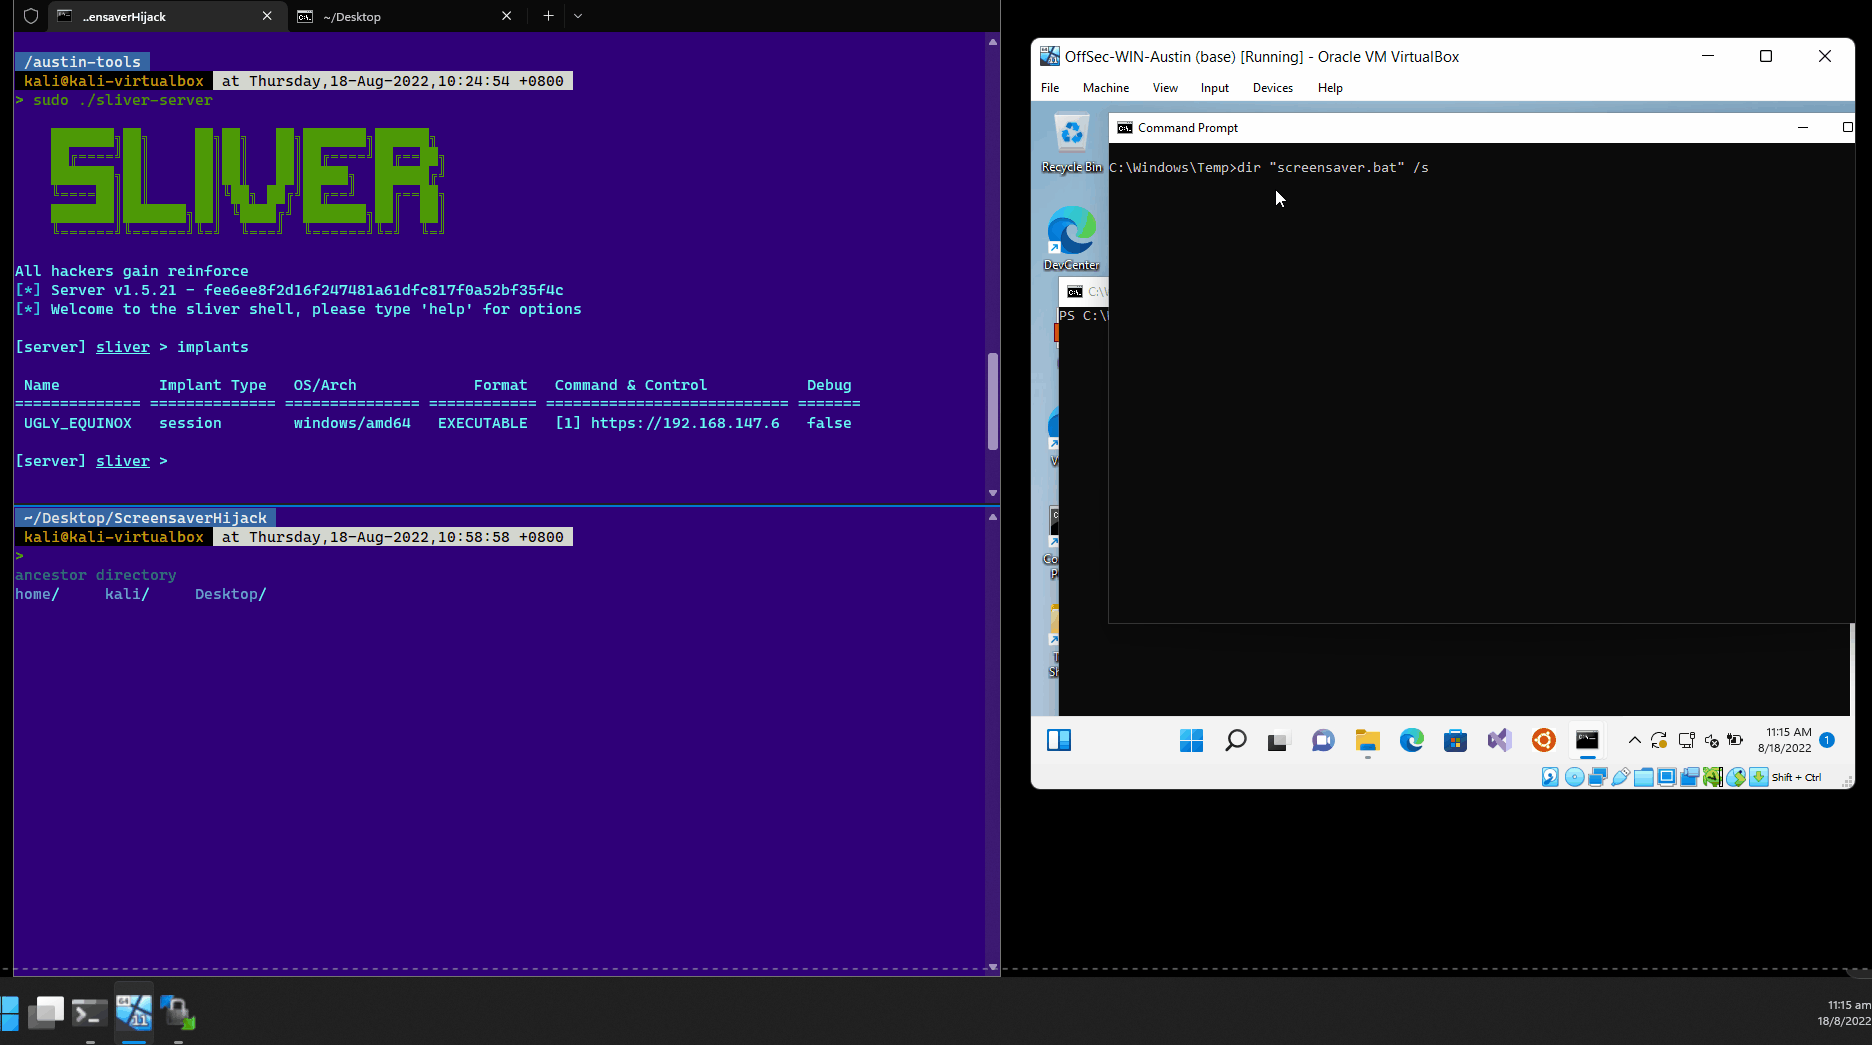 ..ensaverHijack
~/Desktop
/austin-tools
kali@kali-virtualbox at Thursday,18-Aug-2022,10:24:54 +0800
> sudo ./sliver-server
SLIVER
All hackers gain reinforce
[*] Server v1.5.21 - fee6ee8f2d16f247481a61dfc817f0a52bf35f4c
[*] Welcome to the sliver shell, please type 'help' for options
[server] sliver > implants
Name Implant Type OS/Arch Format Command & Control Debug
============== ============== =============== ============ =========================== =======
UGLY_EQUINOX session windows/amd64 EXECUTABLE [1] https://192.168.147.6 false
[server] sliver >
~/Desktop/ScreensaverHijack
kali@kali-virtualbox at Thursday,18-Aug-2022,10:58:58 +0800
>
ancestor directory
home/ kali/ Desktop/
OffSec-WIN-Austin (base) [Running] - Oracle VM VirtualBox
File Machine View Input Devices Help
Recycle Bin
DevCenter
Command Prompt
C:\Windows\Temp>dir "screensaver.bat" /s
PS C:\
11:15 AM
8/18/2022
1
Shift + Ctrl
11:15 am
18/8/2022